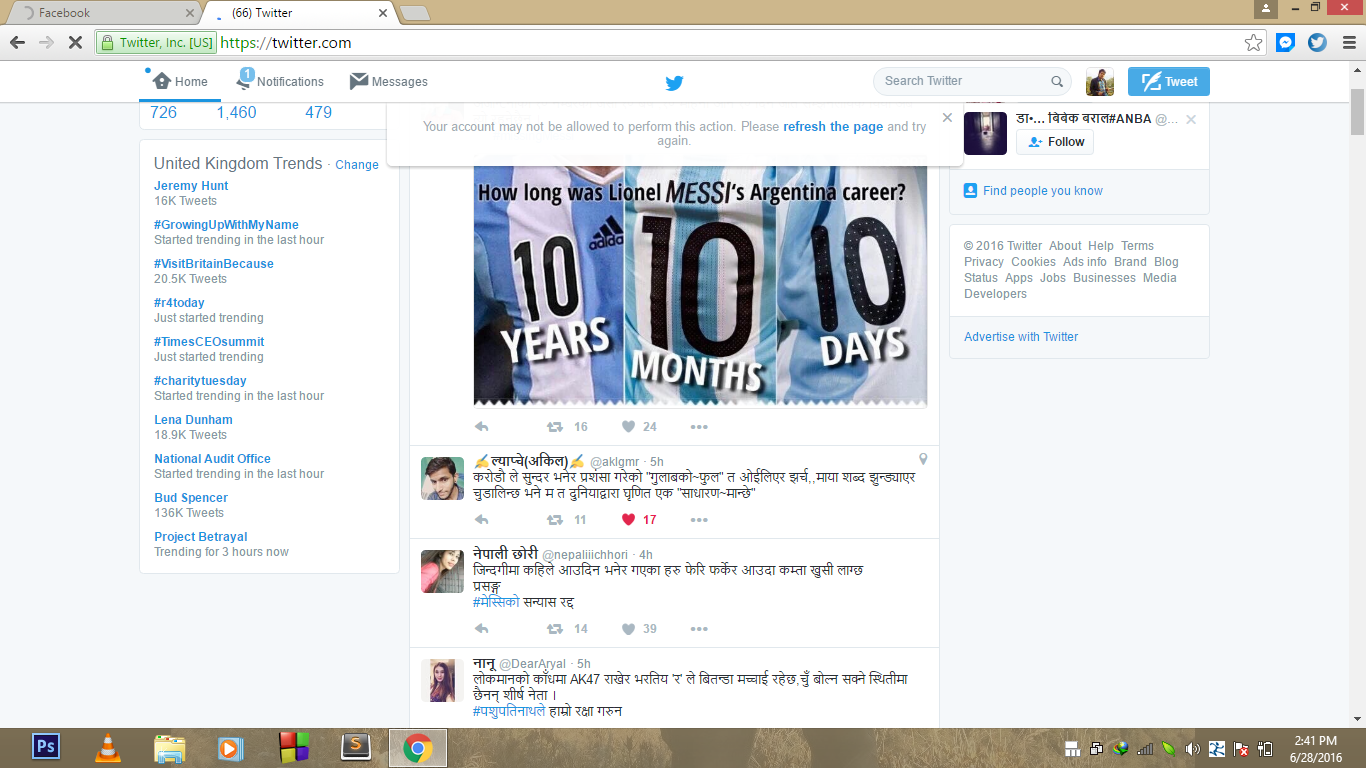 Facebook
(66) Twitter
Twitter, Inc. [US] https://twitter.com
Home
1
Notifications
Messages
Search Twitter
Tweet
726 1,460 479
Your account may not be allowed to perform this action. Please refresh the page and try
again.
United Kingdom Trends · Change
Jeremy Hunt
16K Tweets
#GrowingUpWithMyName
Started trending in the last hour
#VisitBritainBecause
20.5K Tweets
#r4today
Just started trending
#TimesCEOsummit
Just started trending
#charitytuesday
Started trending in the last hour
Lena Dunham
18.9K Tweets
National Audit Office
Started trending in the last hour
Bud Spencer
136K Tweets
Project Betrayal
Trending for 3 hours now
How long was Lionel MESSI's Argentina career?
adidas
10 10 10
YEARS MONTHS DAYS
16 24
✍ल्याप्चे(अकिल)✍ @aklgmr · 5h
करोडौ ले सुन्दर भनेर प्रशंसा गरेको "गुलाबको~फुल" त ओईलिएर झर्च,,माया शब्द झुन्ड्याएर
चुडालिन्छ भने म त दुनियाद्वारा घृणित एक "साधारण~मान्छे"
11 17
नेपाली छोरी @nepaliiichhori · 4h
जिन्दगीमा कहिले आउदिन भनेर गएका हरु फेरि फर्केर आउदा कम्ता खुसी लाग्छ
प्रसङ्ग
#मेस्सिको सन्यास रद्द
14 39
नानू @DearAryal · 5h
लोकमानको काँधमा AK47 राखेर भरतिय 'र' ले बितन्डा मच्चाई रहेछ,चुँ बोल्न सक्ने स्थितीमा
छैनन् शीर्ष नेता ।
#पशुपतिनाथले हाम्रो रक्षा गरुन
डा•... बिबेक बराल#ANBA @...
Follow
Find people you know
© 2016 Twitter About Help Terms
Privacy Cookies Ads info Brand Blog
Status Apps Jobs Businesses Media
Developers
Advertise with Twitter
Ps
S
2:41 PM
6/28/2016